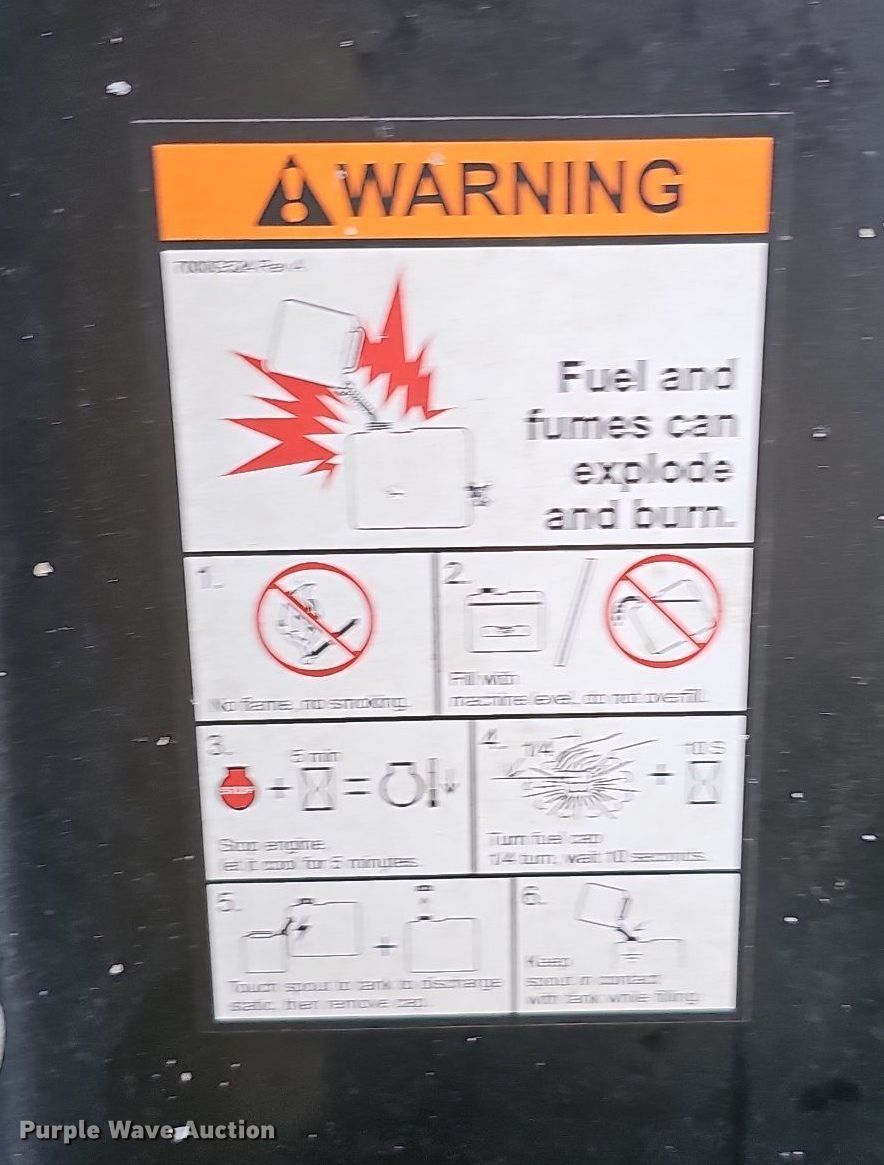 WARNING
Fuel and
fumes can
explode
and burn.
1.
No flame, no smoking.
2.
Fill with
machine level, do not overfill.
3.
5 min
Stop engine,
let it cool for 5 minutes.
4.
1/4
10 S
Turn fuel cap
1/4 turn, wait 10 seconds.
5.
Touch spout to tank to discharge
static, then remove cap.
6.
Keep
spout in contact
with tank while filling.
Purple Wave Auction